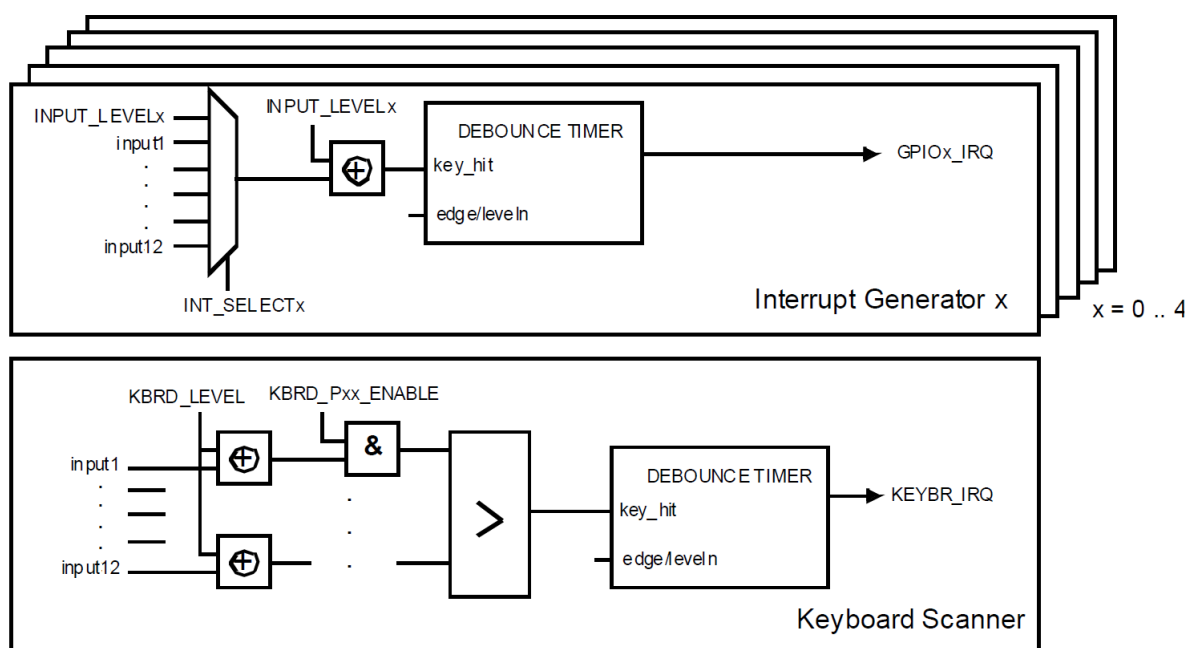 INPUT_LEVELx
INPUT_LEVELx
input1
.
.
.
input12
INT_SELECTx
DEBOUNCE TIMER
key_hit
edge/leveln
GPIOx_IRQ
Interrupt Generator x
x = 0 .. 4
KBRD_LEVEL
KBRD_Pxx_ENABLE
&
input1
.
.
.
input12
.
.
.
>
DEBOUNCE TIMER
key_hit
edge/leveln
KEYBR_IRQ
Keyboard Scanner